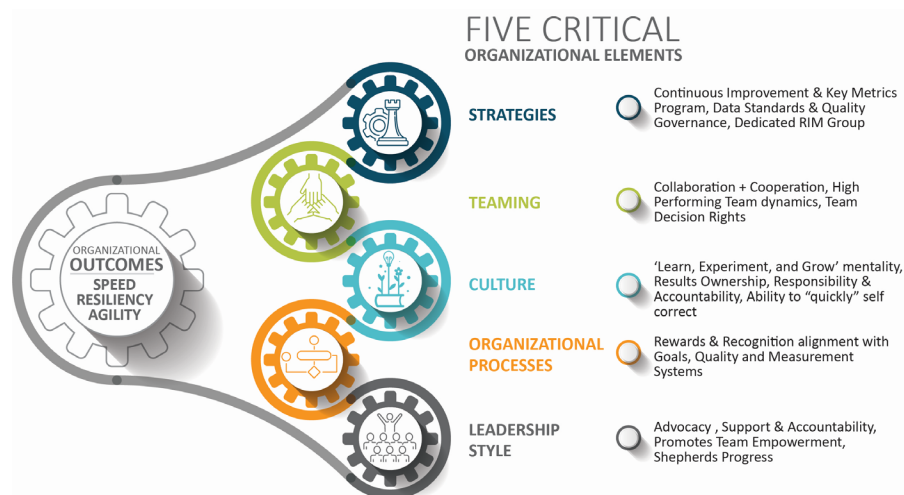 FIVE CRITICAL
ORGANIZATIONAL ELEMENTS
ORGANIZATIONAL
OUTCOMES
SPEED
RESILIENCY
AGILITY
STRATEGIES
Continuous Improvement & Key Metrics
Program, Data Standards & Quality
Governance, Dedicated RIM Group
TEAMING
Collaboration + Cooperation, High
Performing Team dynamics, Team
Decision Rights
CULTURE
‘Learn, Experiment, and Grow’ mentality,
Results Ownership, Responsibility &
Accountability, Ability to “quickly” self
correct
ORGANIZATIONAL
PROCESSES
Rewards & Recognition alignment with
Goals, Quality and Measurement
Systems
LEADERSHIP
STYLE
Advocacy , Support & Accountability,
Promotes Team Empowerment,
Shepherds Progress